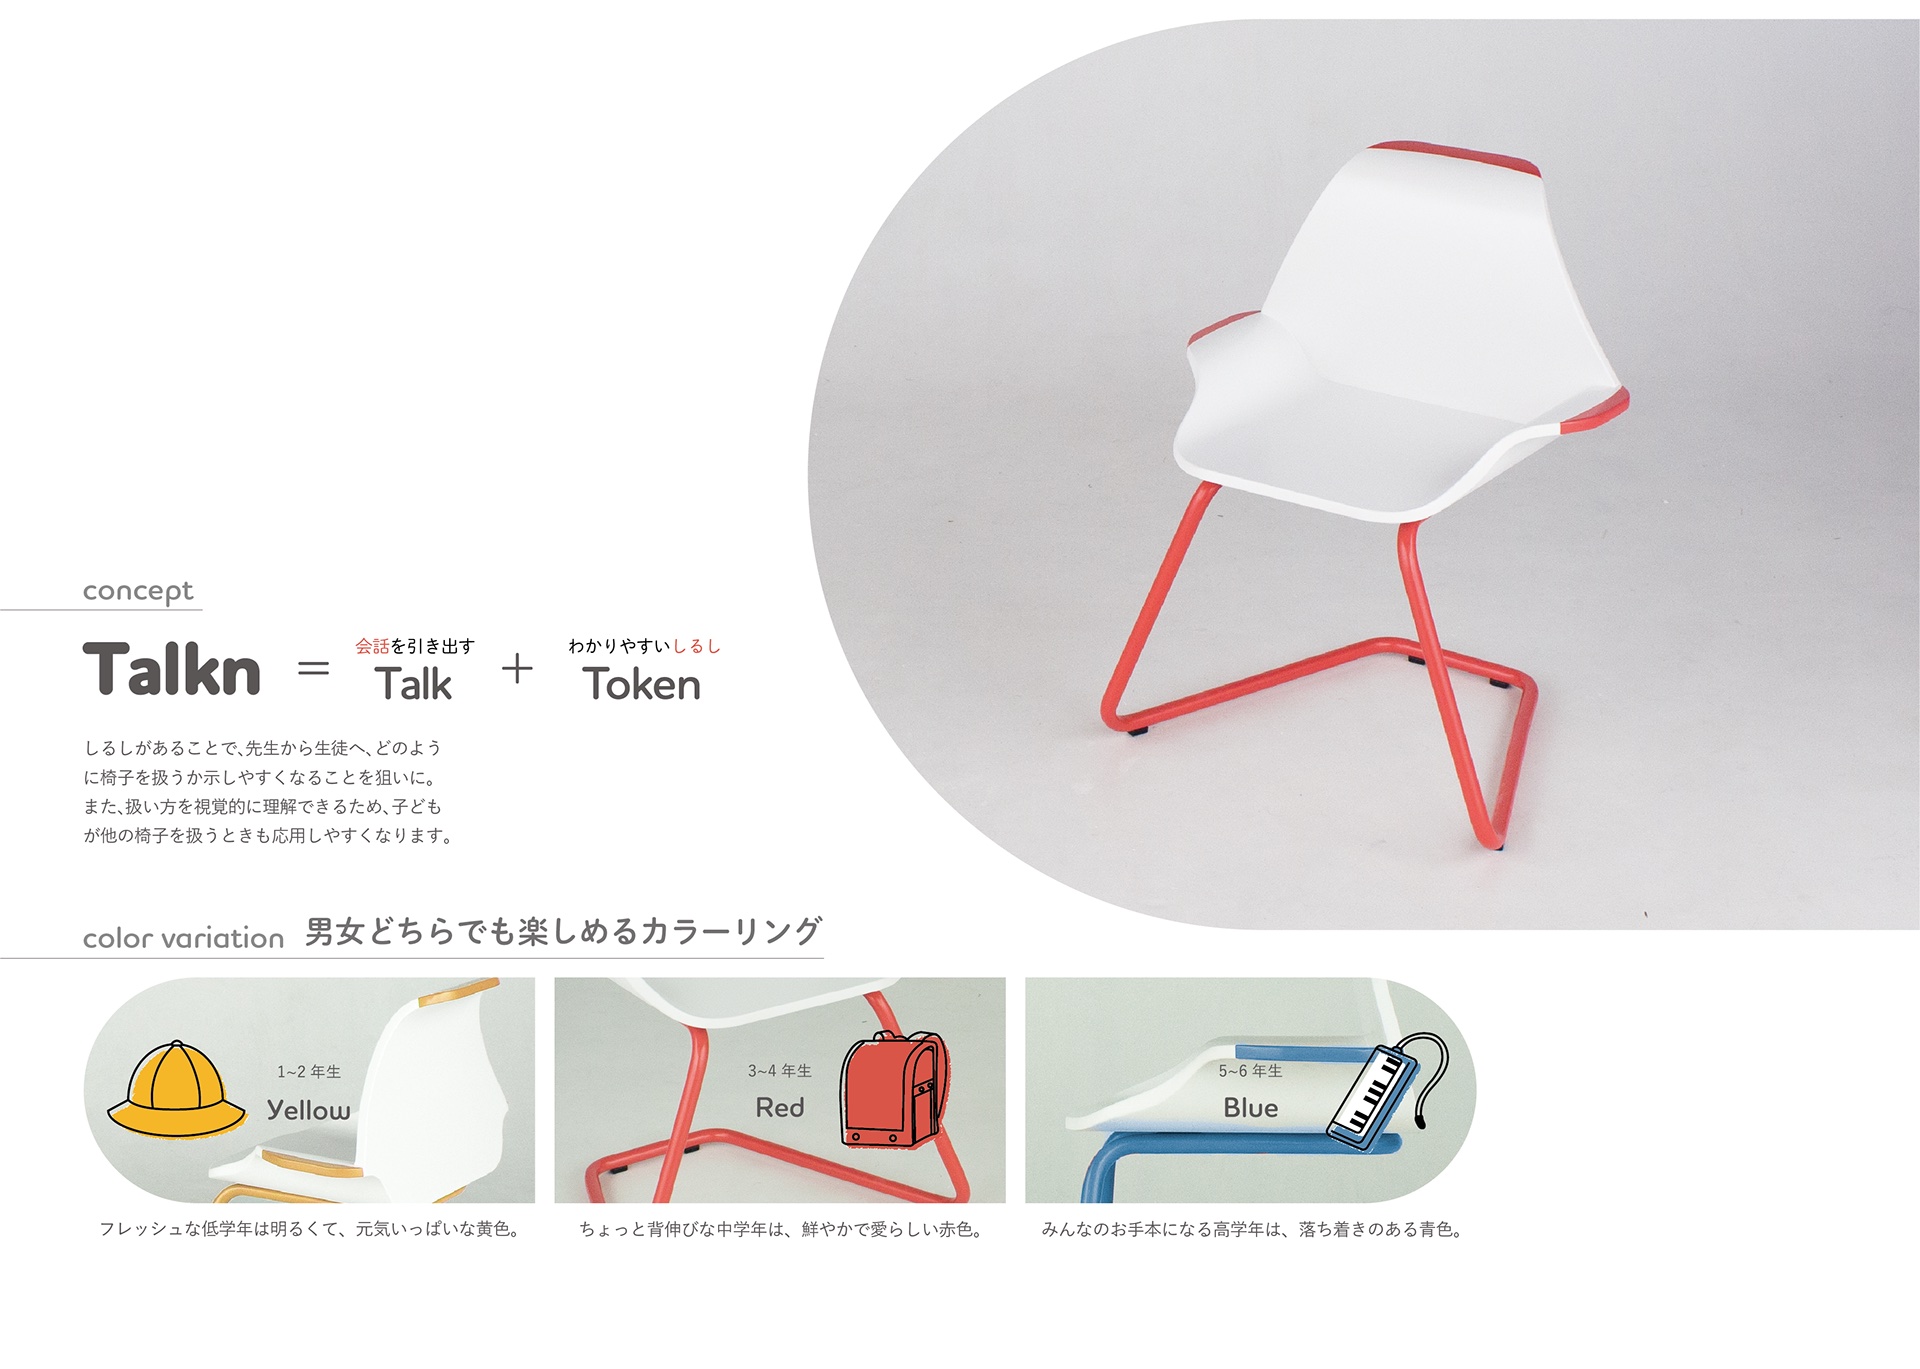 concept
Talkn = 会話を引き出す Talk + わかりやすいしるし Token
しるしがあることで、先生から生徒へ、どのよう
に椅子を扱うか示しやすくなることを狙いに。
また、扱い方を視覚的に理解できるため、子ども
が他の椅子を扱うときも応用しやすくなります。
color variation 男女どちらでも楽しめるカラーリング
1~2 年生
Yellow
フレッシュな低学年は明るくて、元気いっぱいな黄色。
3~4 年生
Red
ちょっと背伸びな中学年は、鮮やかで愛らしい赤色。
5~6 年生
Blue
みんなのお手本になる高学年は、落ち着きのある青色。